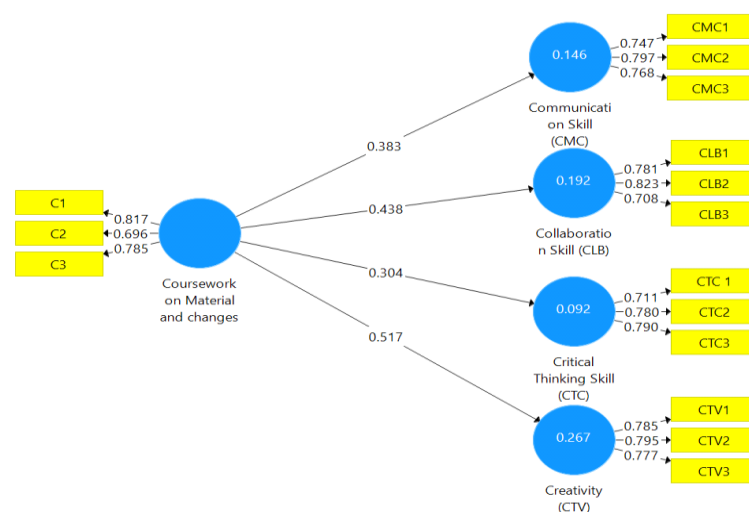 C1
C2
C3
0.817
0.696
0.785
Coursework
on Material
and changes
0.383
0.438
0.304
0.517
0.146
Communicati
on Skill
(CMC)
0.747
0.797
0.768
CMC1
CMC2
CMC3
0.192
Collaboratio
n Skill (CLB)
0.781
0.823
0.708
CLB1
CLB2
CLB3
0.092
Critical
Thinking Skill
(CTC)
0.711
0.780
0.790
CTC 1
CTC2
CTC3
0.267
Creativity
(CTV)
0.785
0.795
0.777
CTV1
CTV2
CTV3